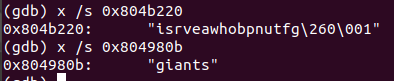 (gdb) x /s 0x804b220
0x804b220:	"isrveawhobpnutfg\260\001"
(gdb) x /s 0x804980b
0x804980b:	"giants"
(gdb)